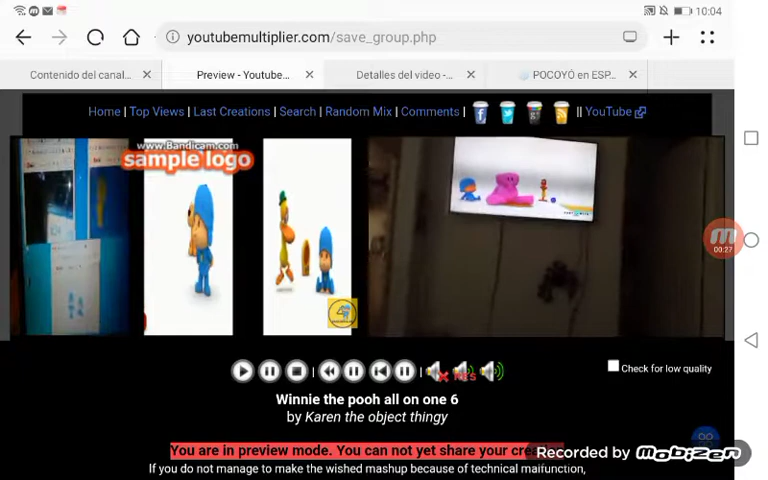 10:04
youtubemultiplier.com/save_group.php
Contenido del canal... × Preview - Youtube... × Detalles del video -... × POCOYÓ en ESP... ×
Home | Top Views | Last Creations | Search | Random Mix | Comments | || YouTube
www.Bandicam.com
sample logo
00:27
RES
Check for low quality
Winnie the pooh all on one 6
by Karen the object thingy
You are in preview mode. You can not yet share your
Recorded by Mobizen
If you do not manage to make the wished mashup because of technical malfunction,